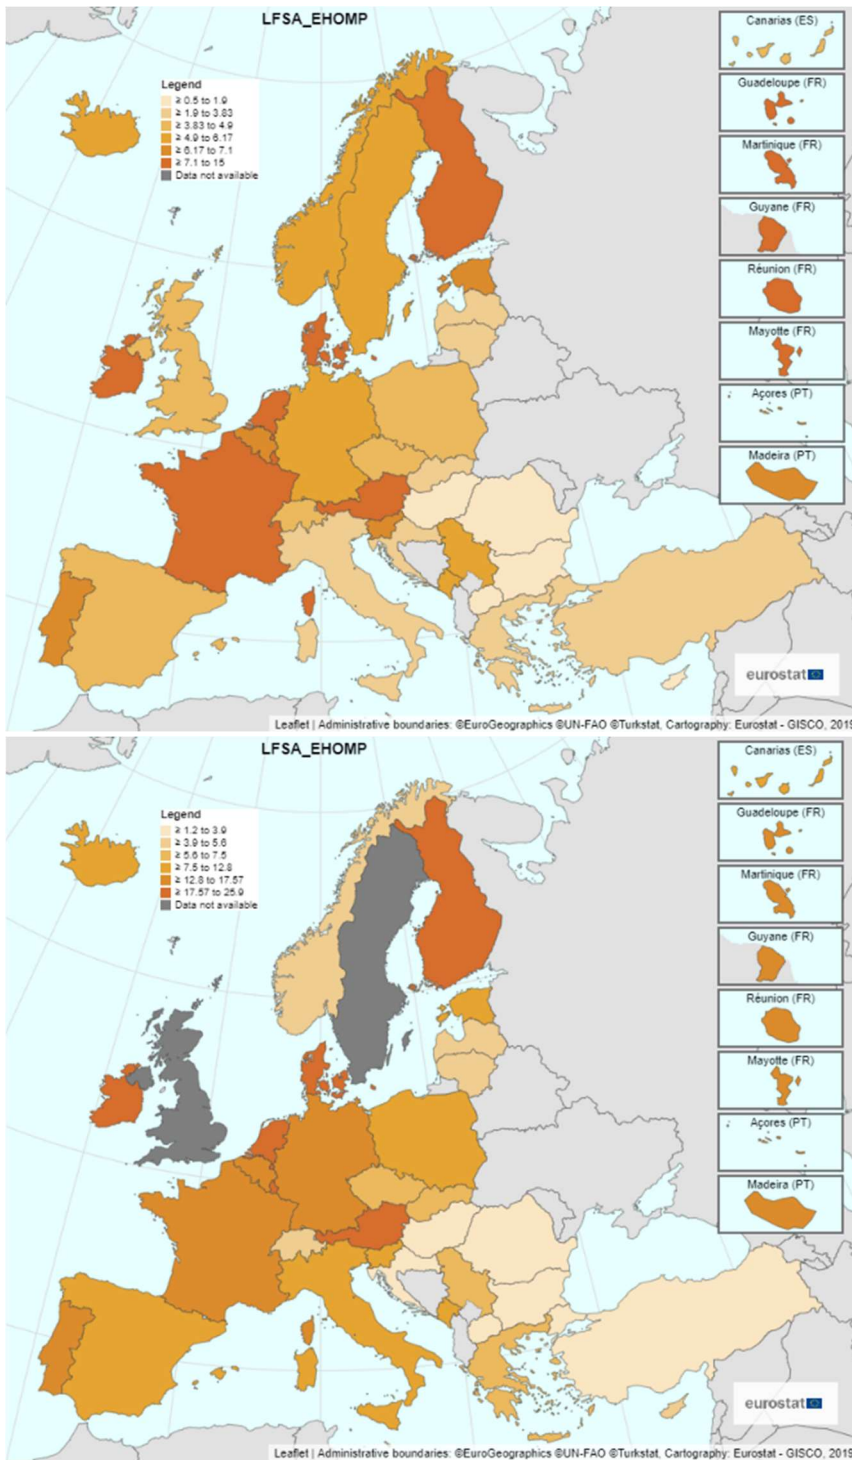 LFSA_EHOMP
Legend
≥ 0.5 to 1.9
≥ 1.9 to 3.83
≥ 3.83 to 4.9
≥ 4.9 to 6.17
≥ 6.17 to 7.1
≥ 7.1 to 15
Data not available
Canarias (ES)
Guadeloupe (FR)
Martinique (FR)
Guyane (FR)
Réunion (FR)
Mayotte (FR)
Açores (PT)
Madeira (PT)
eurostat
Leaflet | Administrative boundaries: ©EuroGeographics ©UN-FAO ©Turkstat, Cartography: Eurostat - GISCO, 2019
LFSA_EHOMP
Legend
≥ 1.2 to 3.9
≥ 3.9 to 5.6
≥ 5.6 to 7.5
≥ 7.5 to 12.8
≥ 12.8 to 17.57
≥ 17.57 to 25.9
Data not available
Canarias (ES)
Guadeloupe (FR)
Martinique (FR)
Guyane (FR)
Réunion (FR)
Mayotte (FR)
Açores (PT)
Madeira (PT)
eurostat
Leaflet | Administrative boundaries: ©EuroGeographics ©UN-FAO ©Turkstat, Cartography: Eurostat - GISCO, 2019